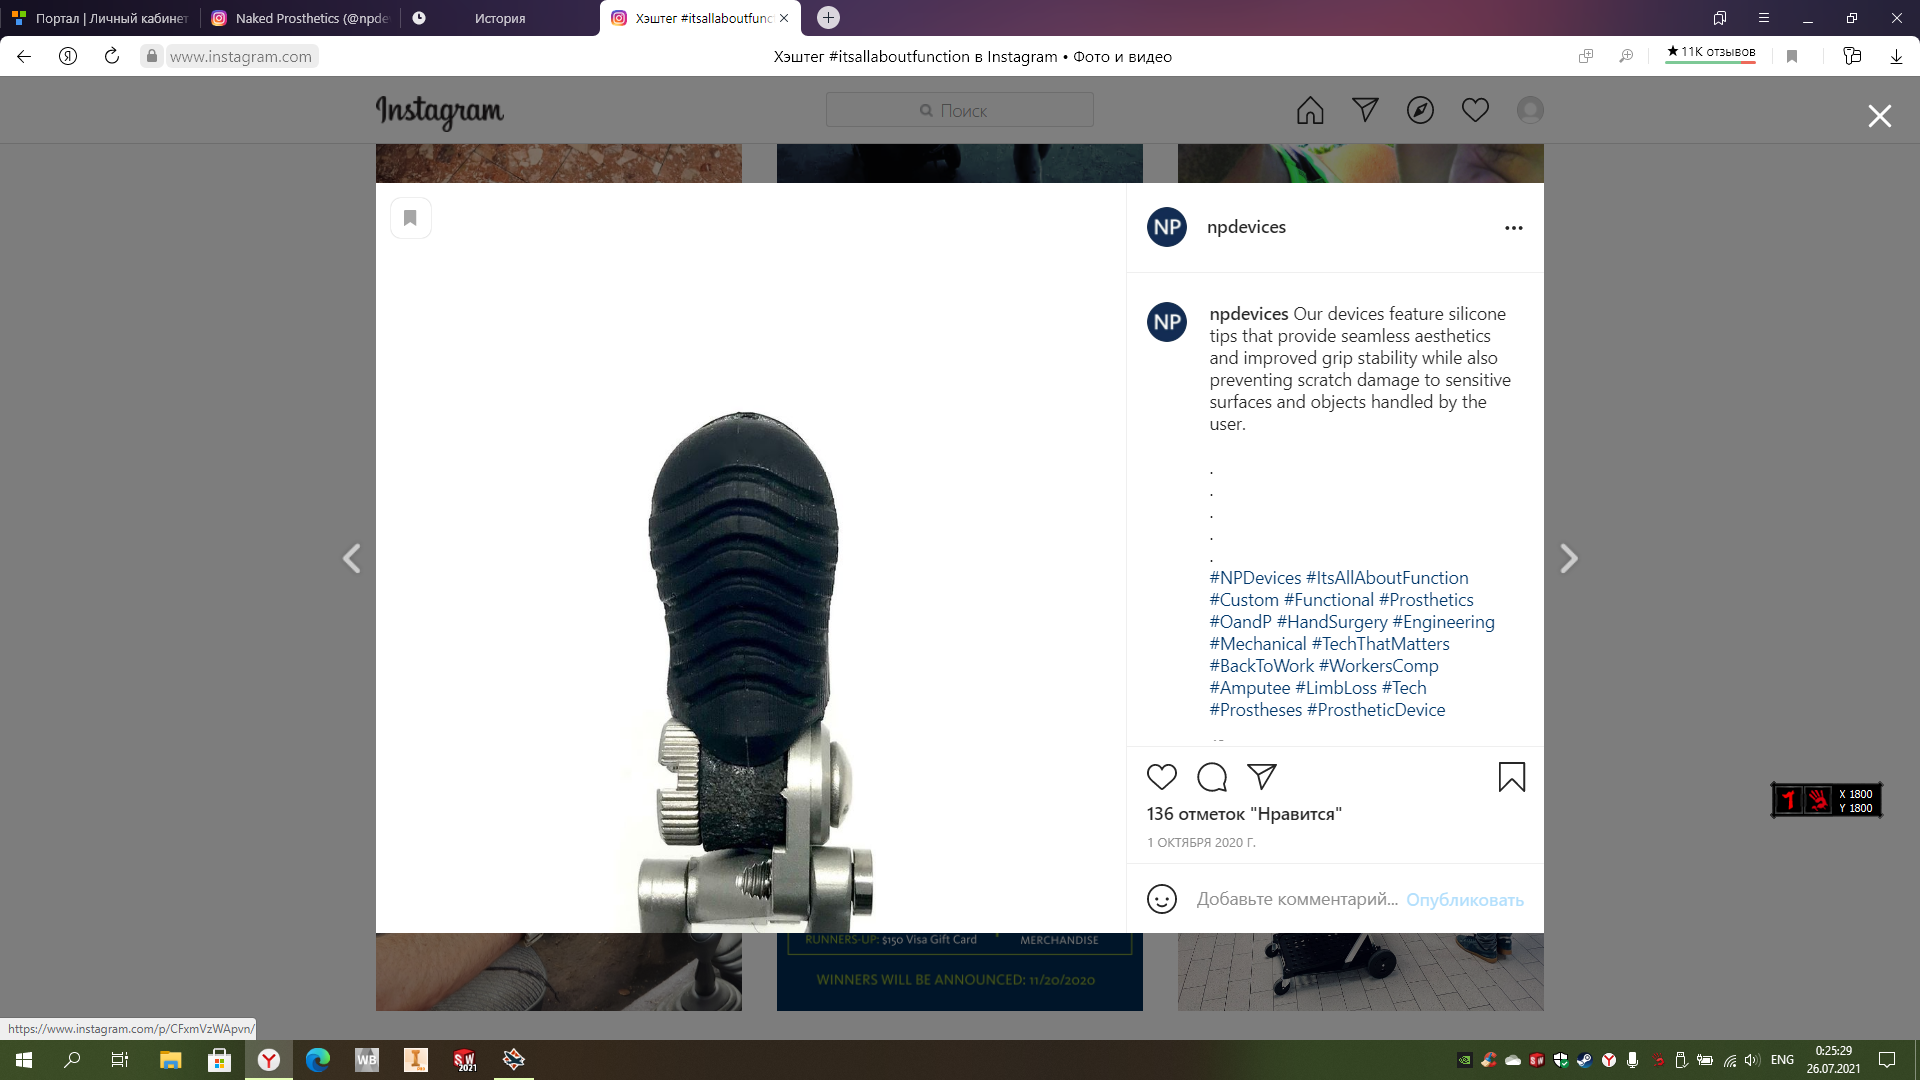 Портал | Личный кабинет
Naked Prosthetics (@npde
История
Хэштег #itsallaboutfunc
www.instagram.com
Хэштег #itsallaboutfunction в Instagram • Фото и видео
★ 11К отзывов
Instagram
Поиск
NP
npdevices
NP
npdevices Our devices feature silicone
tips that provide seamless aesthetics
and improved grip stability while also
preventing scratch damage to sensitive
surfaces and objects handled by the
user.
.
.
.
.
.
#NPDevices #ItsAllAboutFunction
#Custom #Functional #Prosthetics
#OandP #HandSurgery #Engineering
#Mechanical #TechThatMatters
#BackToWork #WorkersComp
#Amputee #LimbLoss #Tech
#Prostheses #ProstheticDevice
136 отметок "Нравится"
1 ОКТЯБРЯ 2020 Г.
Добавьте комментарий...
Опубликовать
X 1800
Y 1800
RUNNERS-UP: $150 Visa Gift Card
MERCHANDISE
WINNERS WILL BE ANNOUNCED: 11/20/2020
https://www.instagram.com/p/CFxmVzWApvn/
WB
SW
2021
ENG
0:25:29
26.07.2021